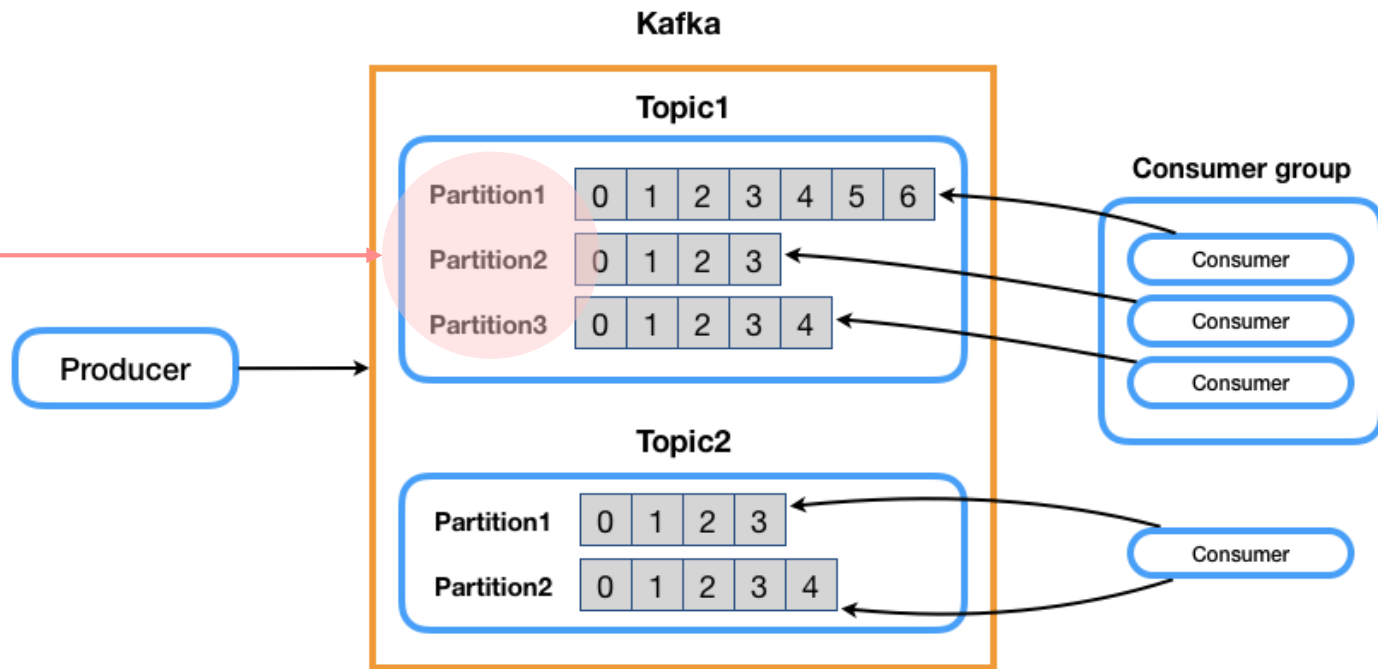 Kafka
Topic1
Partition1 0 1 2 3 4 5 6
Partition2 0 1 2 3
Partition3 0 1 2 3 4
Producer
Consumer group
Consumer
Consumer
Consumer
Topic2
Partition1 0 1 2 3
Partition2 0 1 2 3 4
Consumer